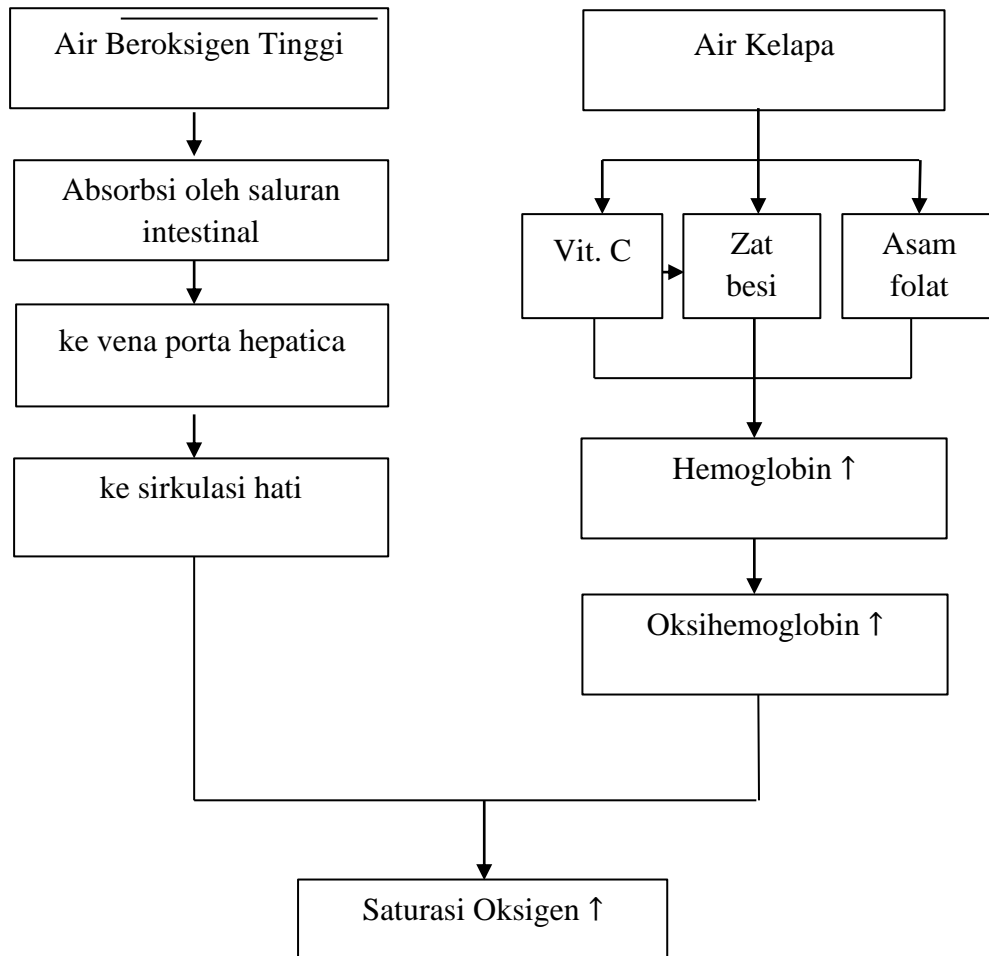 Air Beroksigen Tinggi
Air Kelapa
Absorbsi oleh saluran
intestinal
Vit. C
Zat
besi
Asam
folat
ke vena porta hepatica
Hemoglobin ↑
ke sirkulasi hati
Oksihemoglobin ↑
Saturasi Oksigen ↑